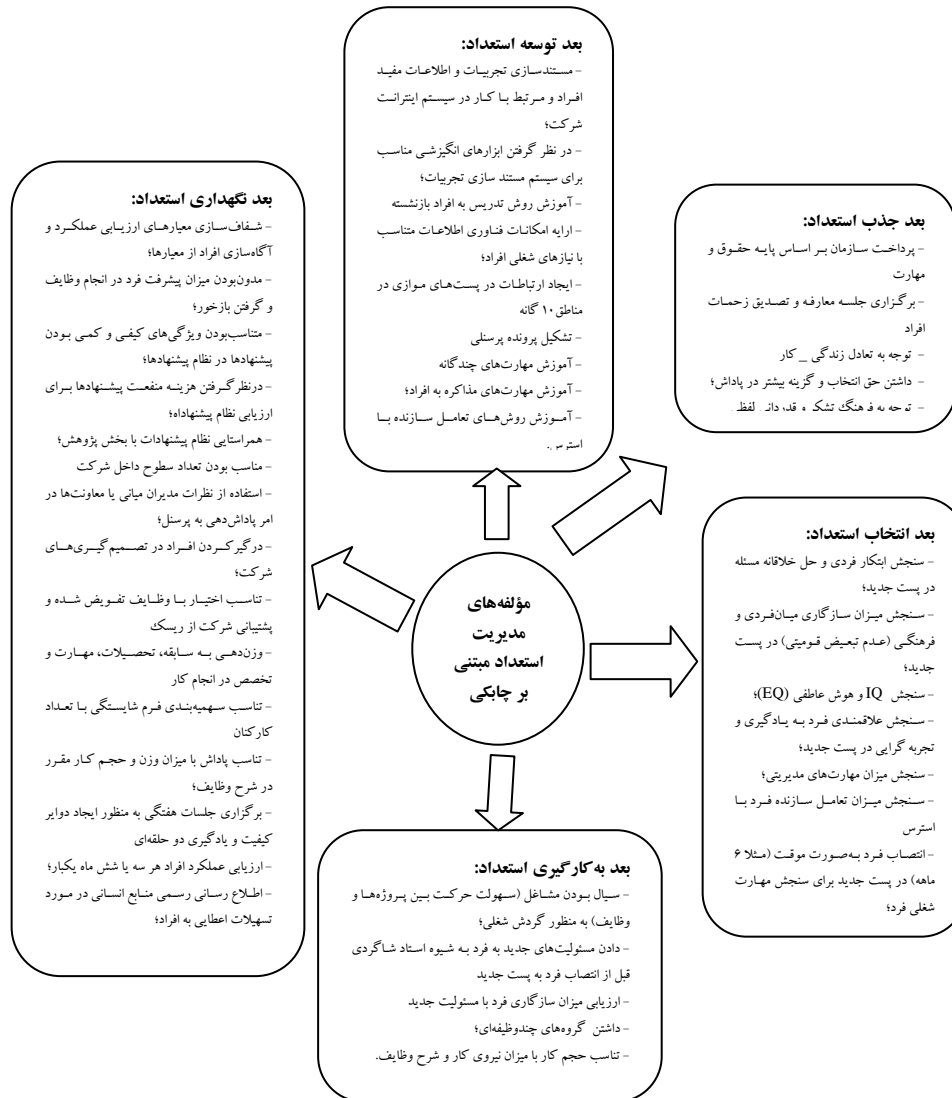 بعد توسعه استعداد:
– مستندسازی تجربیات و اطلاعات مفید
افراد و مرتبط با کار در سیستم اینترانت
شرکت؛
– در نظر گرفتن ابزارهای انگیزشی مناسب
برای سیستم مستند سازی تجربیات؛
– آموزش روش تدریس به افراد بازنشسته
– ارایه امکانات فناوری اطلاعات متناسب
با نیازهای شغلی افراد؛
– ایجاد ارتباطات در پست‌های موازی در
مناطق ۱۰ گانه
– تشکیل پرونده پرسنلی
– آموزش مهارت‌های چندگانه
– آموزش مهارت‌های مذاکره به افراد؛
– آموزش روش‌های تعامل سازنده با
استرس.
بعد جذب استعداد:
– پرداخت سازمان بر اساس پایه حقوق و
مهارت
– برگزاری جلسه معارفه و تصدیق زحمات
افراد
– توجه به تعادل زندگی _ کار
– داشتن حق انتخاب و گزینه بیشتر در پاداش؛
– توجه به فرهنگ تشکر و قدردانی لفظی
بعد نگهداری استعداد:
– شفاف‌سازی معیارهای ارزیابی عملکرد و
آگاه‌سازی افراد از معیارها؛
– مدون‌بودن میزان پیشرفت فرد در انجام وظایف
و گرفتن بازخور؛
– متناسب‌بودن ویژگی‌های کیفی و کمی بودن
پیشنهادها در نظام پیشنهادها؛
– درنظرگرفتن هزینه منفعت پیشنهادها برای
ارزیابی نظام پیشنهاداه؛
– همراستایی نظام پیشنهادات با بخش پژوهش؛
– مناسب بودن تعداد سطوح داخل شرکت
– استفاده از نظرات مدیران میانی یا معاونت‌ها در
امر پاداش‌دهی به پرسنل؛
– درگیرکردن افراد در تصمیم‌گیری‌های
شرکت؛
– تناسب اختیار با وظایف تفویض شده و
پشتیبانی شرکت از ریسک
– وزن‌دهی به سابقه، تحصیلات، مهارت و
تخصص در انجام کار
– تناسب سهمیه‌بندی فرم شایستگی با تعداد
کارکنان
– تناسب پاداش با میزان وزن و حجم کار مقرر
در شرح وظایف؛
– برگزاری جلسات هفتگی به منظور ایجاد دوایر
کیفیت و یادگیری دو حلقه‌ای
– ارزیابی عملکرد افراد هر سه یا شش ماه یکبار؛
– اطلاع رسانی رسمی منابع انسانی در مورد
تسهیلات اعطایی به افراد؛
مؤلفه‌های
مدیریت
استعداد مبتنی
بر چابکی
بعد انتخاب استعداد:
– سنجش ابتکار فردی و حل خلاقانه مسئله
در پست جدید؛
– سنجش میزان سازگاری میان‌فردی و
فرهنگی (عدم تبعیض قومیتی) در پست
جدید؛
– سنجش IQ و هوش عاطفی (EQ)؛
– سنجش علاقمندی فرد به یادگیری و
تجربه گرایی در پست جدید؛
– سنجش میزان مهارت‌های مدیریتی؛
– سنجش میزان تعامل سازنده فرد با
استرس
– انتصاب فرد به‌صورت موقت (مثلا ۶
ماهه) در پست جدید برای سنجش مهارت
شغلی فرد؛
بعد به‌کارگیری استعداد:
– سیال بودن مشاغل (سهولت حرکت بین پروژه‌ها و
وظایف) به منظور گردش شغلی؛
– دادن مسئولیت‌های جدید به فرد به شیوه استاد شاگردی
قبل از انتصاب فرد به پست جدید
– ارزیابی میزان سازگاری فرد با مسئولیت جدید
– داشتن گروه‌های چندوظیفه‌ای؛
– تناسب حجم کار با میزان نیروی کار و شرح وظایف.